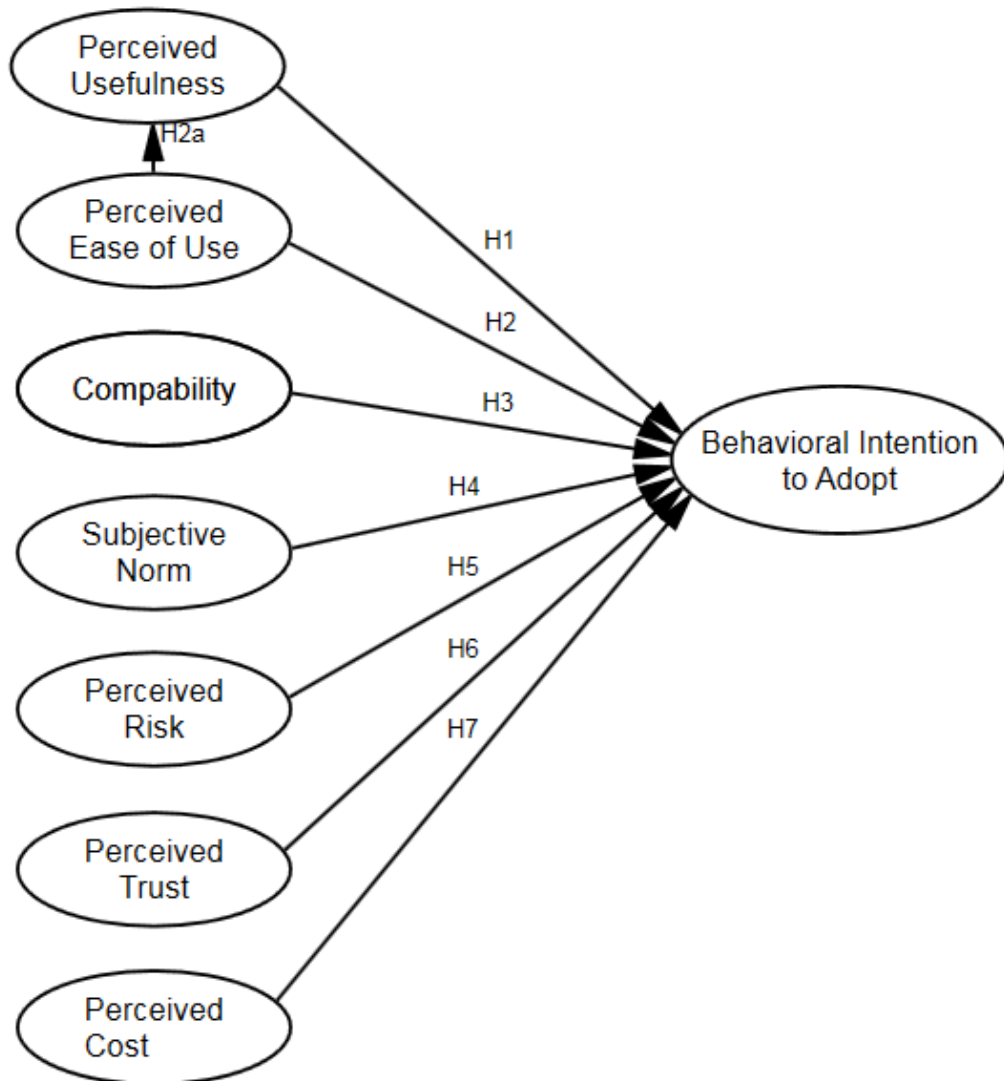 Perceived
Usefulness
H2a
Perceived
Ease of Use
H1
H2
Compability
H3
Behavioral Intention
to Adopt
H4
Subjective
Norm
H5
Perceived
Risk
H6
H7
Perceived
Trust
Perceived
Cost